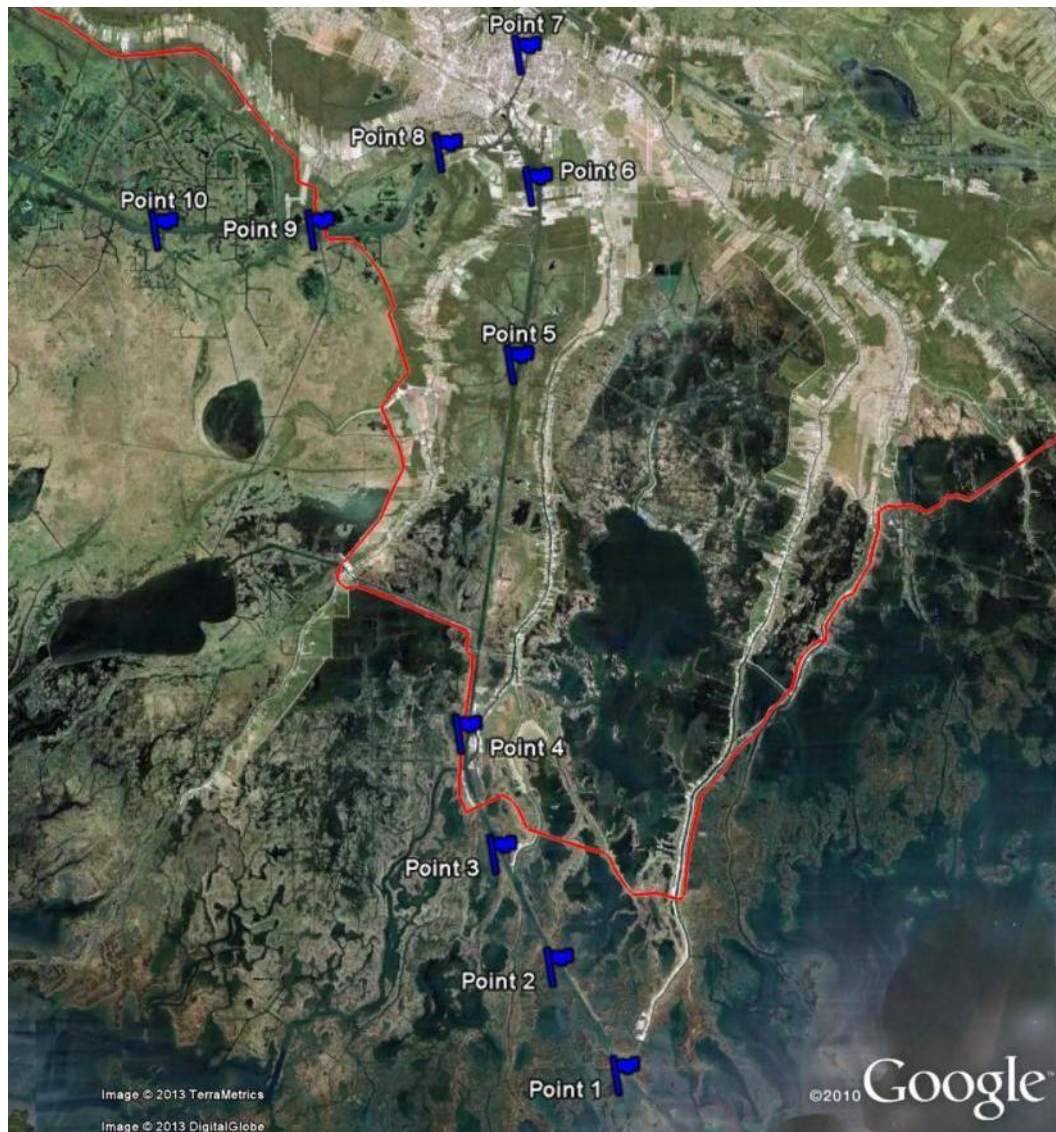 Point 7
Point 8
Point 6
Point 10
Point 9
Point 5
Point 4
Point 3
Point 2
Point 1
Image © 2013 TerraMetrics
Image © 2013 DigitalGlobe
©2010 Google™